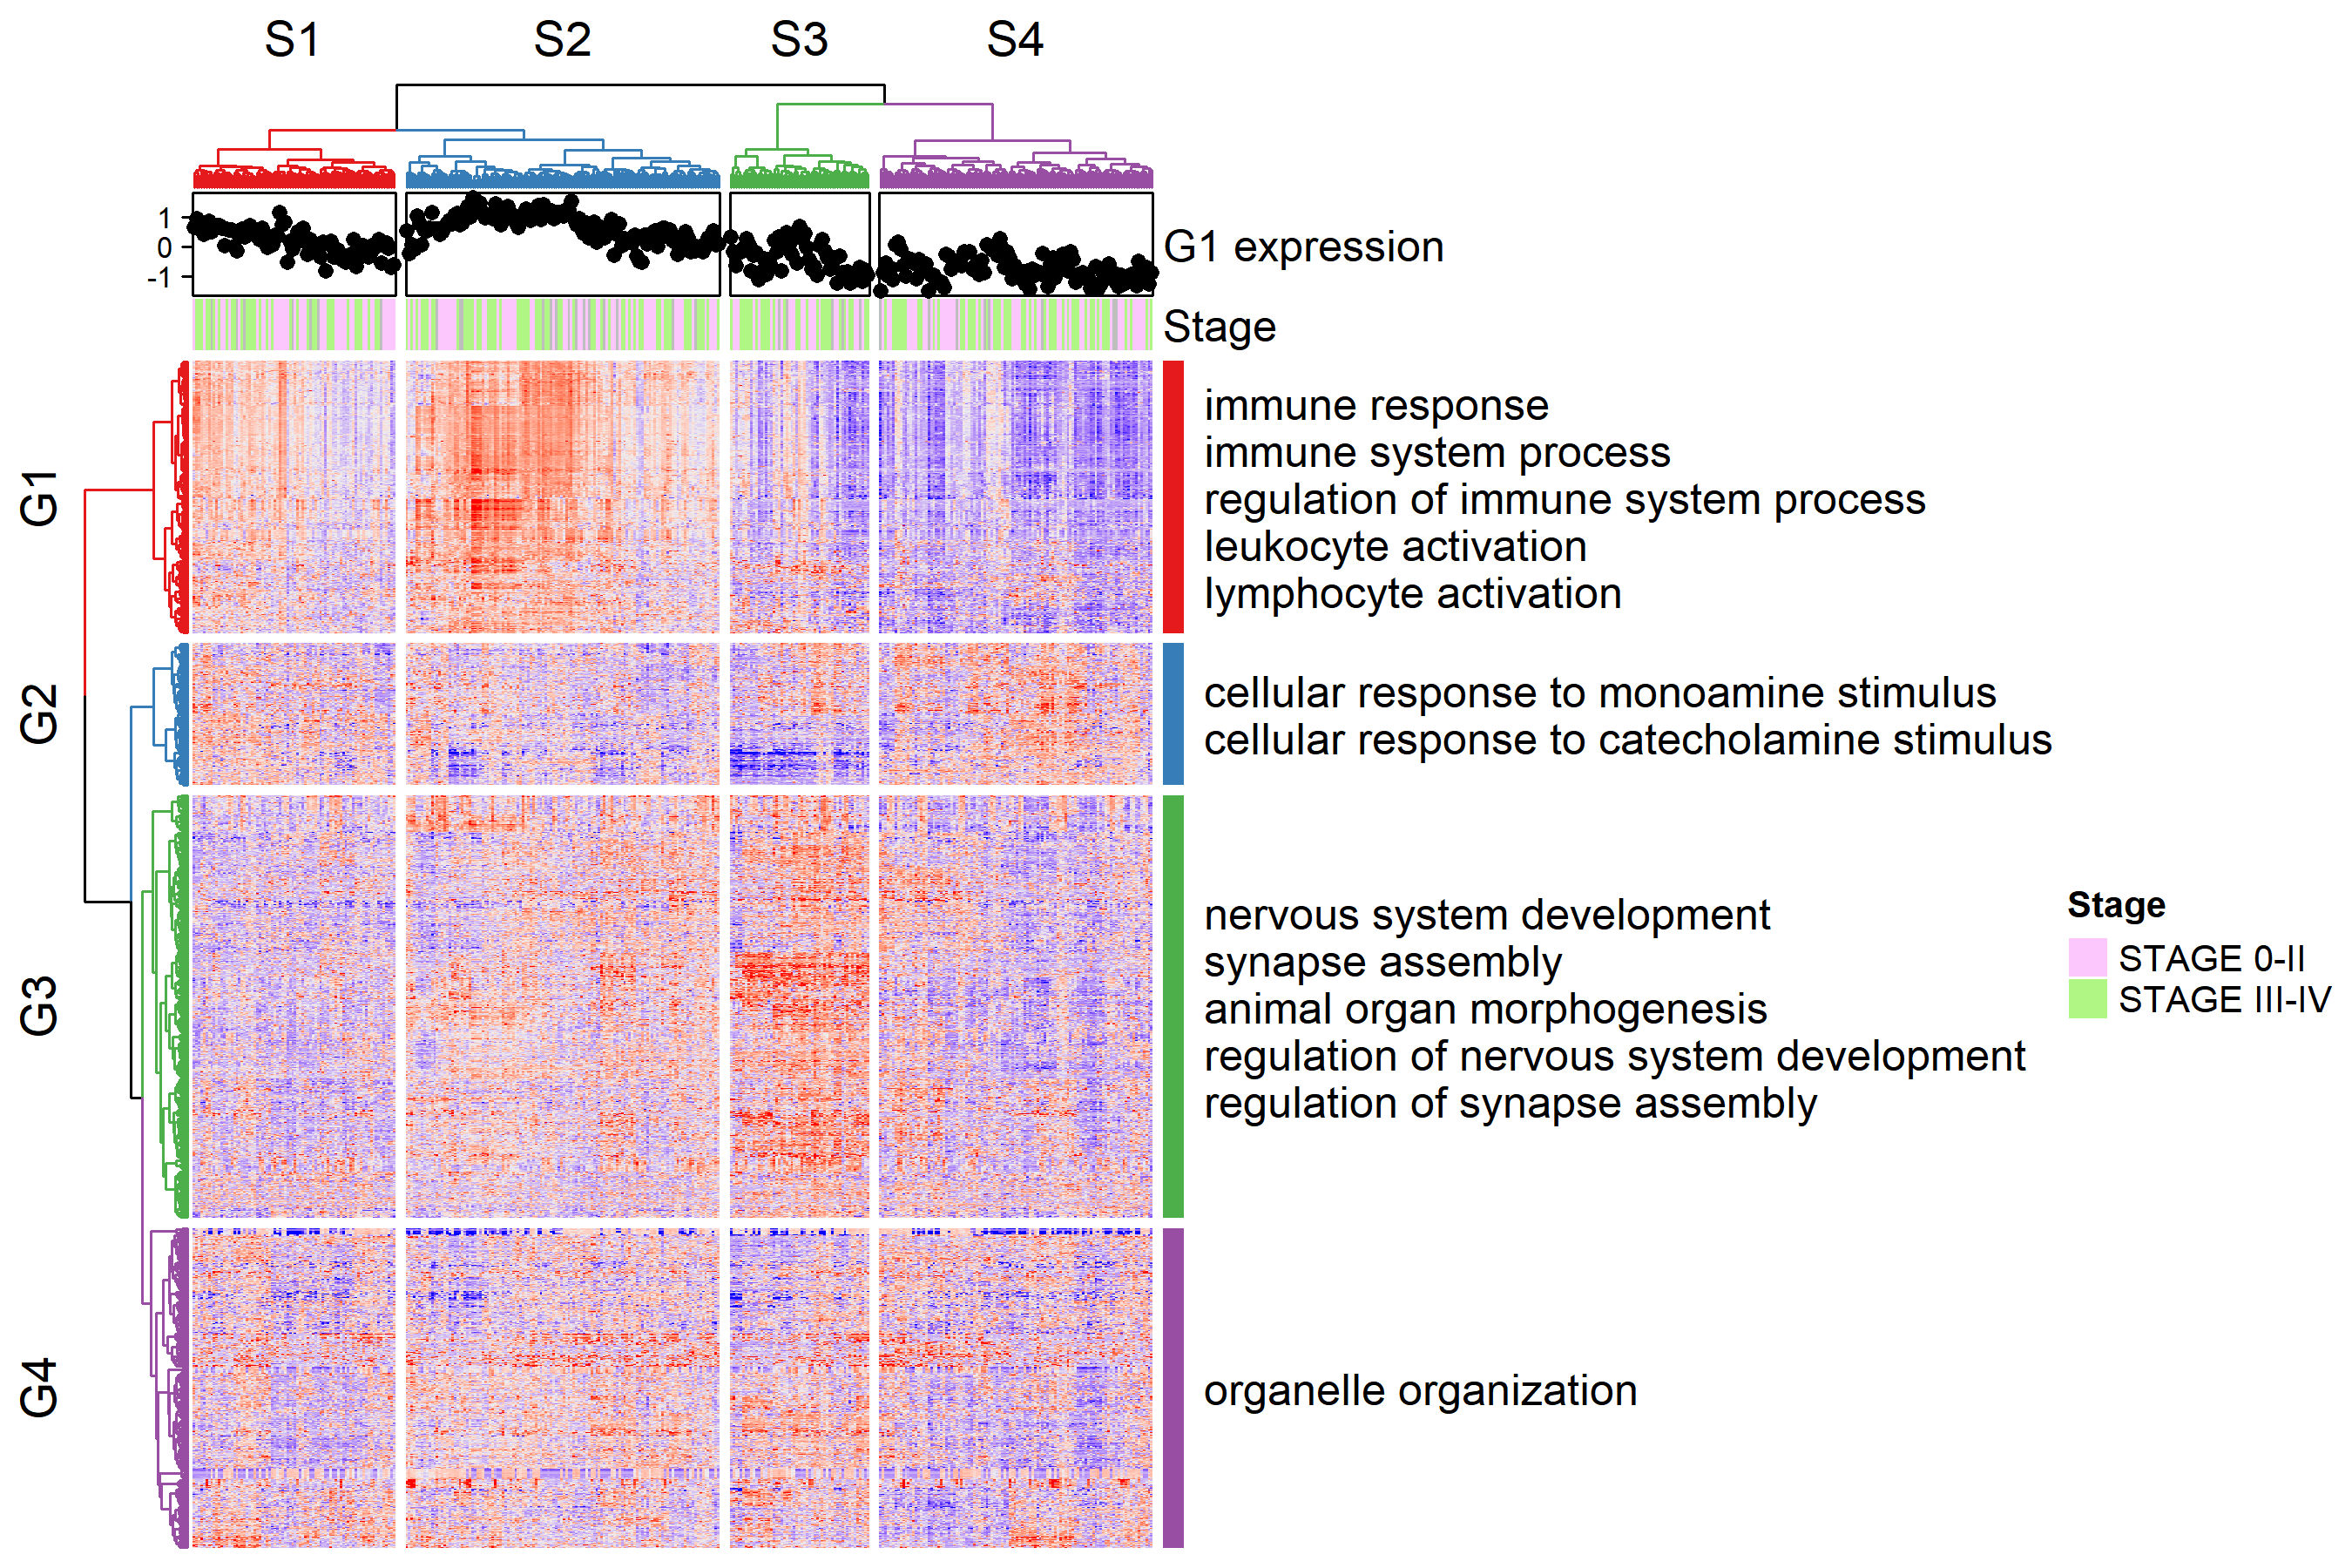 S1 S2 S3 S4
1
0
-1
G1 expression
Stage
G1
immune response
immune system process
regulation of immune system process
leukocyte activation
lymphocyte activation
G2
cellular response to monoamine stimulus
cellular response to catecholamine stimulus
G3
nervous system development
synapse assembly
animal organ morphogenesis
regulation of nervous system development
regulation of synapse assembly
Stage
STAGE 0-II
STAGE III-IV
G4
organelle organization